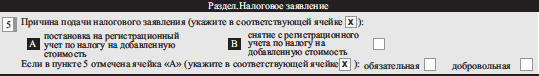 Раздел. Налоговое заявление
5 Причина подачи налогового заявления (укажите в соответствующей ячейке x ):
A постановка на регистрационный учет по налогу на добавленную стоимость
B снятие с регистрационного учета по налогу на добавленную стоимость
Если в пункте 5 отмечена ячейка «A» (укажите в соответствующей ячейке x ): обязательная добровольная